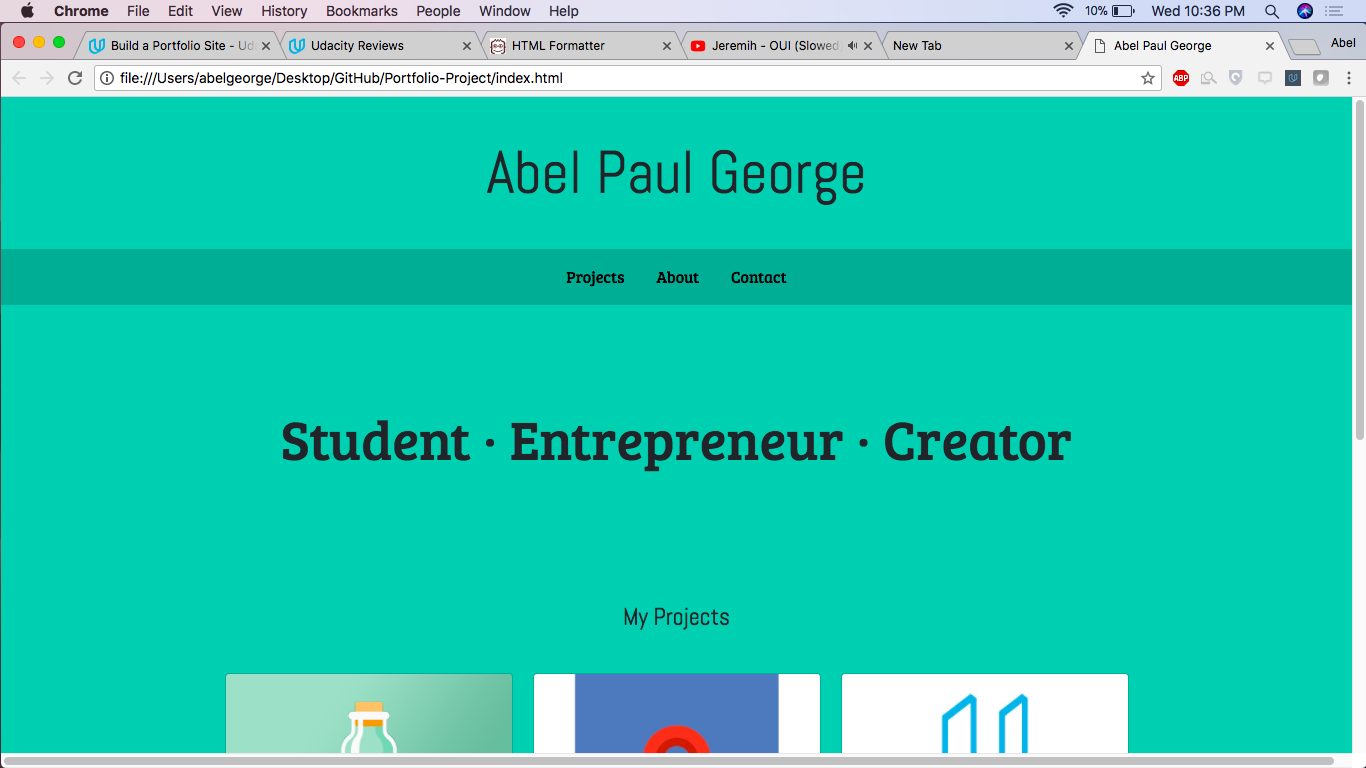 Chrome File Edit View History Bookmarks People Window Help 10% Wed 10:36 PM
Build a Portfolio Site - Ud Udacity Reviews HTML Formatter Jeremih - OUI (Slowed New Tab Abel Paul George Abel
file:///Users/abelgeorge/Desktop/GitHub/Portfolio-Project/index.html ABP
Abel Paul George
Projects About Contact
Student · Entrepreneur · Creator
My Projects